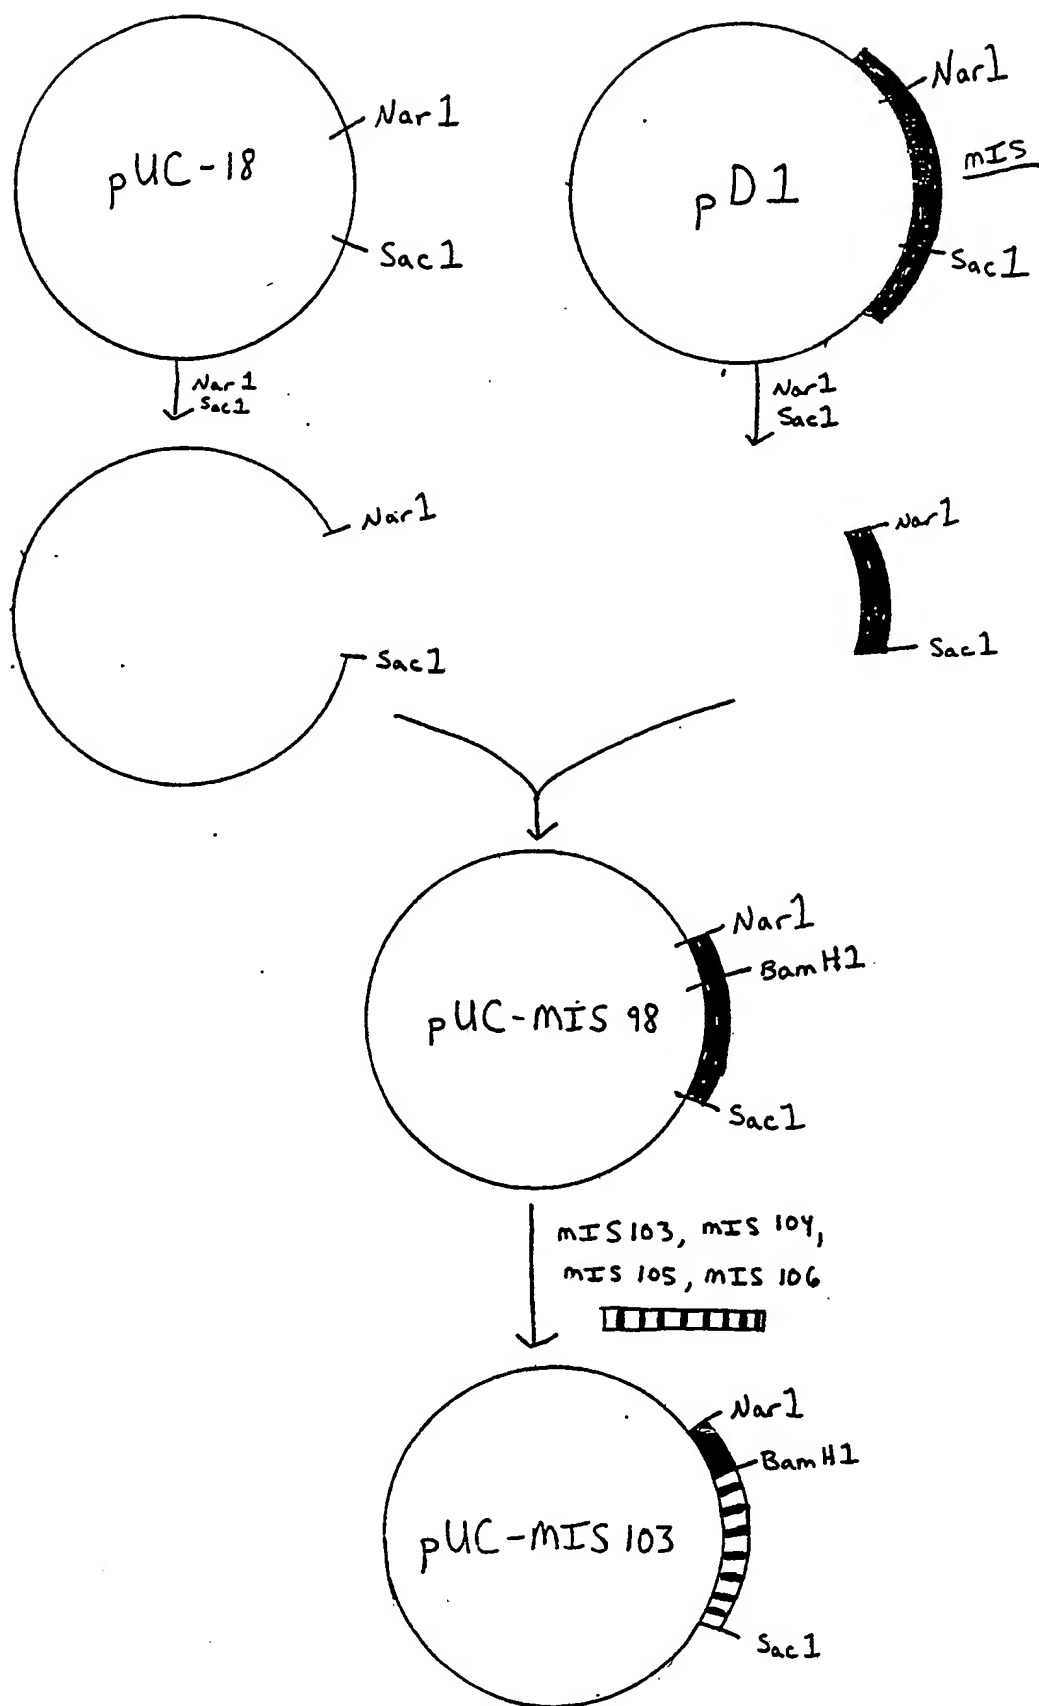 pUC-18
Nar1
Sac1
pD1
Nar1
mIS
Sac1
Nar1
Sac1
Nar1
Sac1
Nar1
Sac1
Nar1
Sac1
pUC-mIS 98
Nar1
BamH1
Sac1
mIS103, mIS 104,
mIS 105, mIS 106
pUC-mIS 103
Nar1
BamH1
Sac1